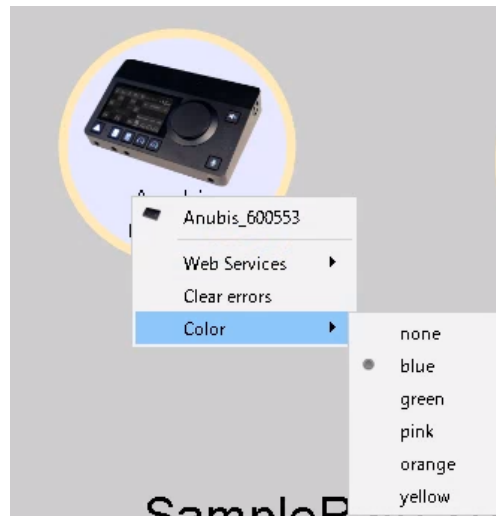 Anubis_600553
Web Services
Clear errors
Color
none
blue
green
pink
orange
yellow